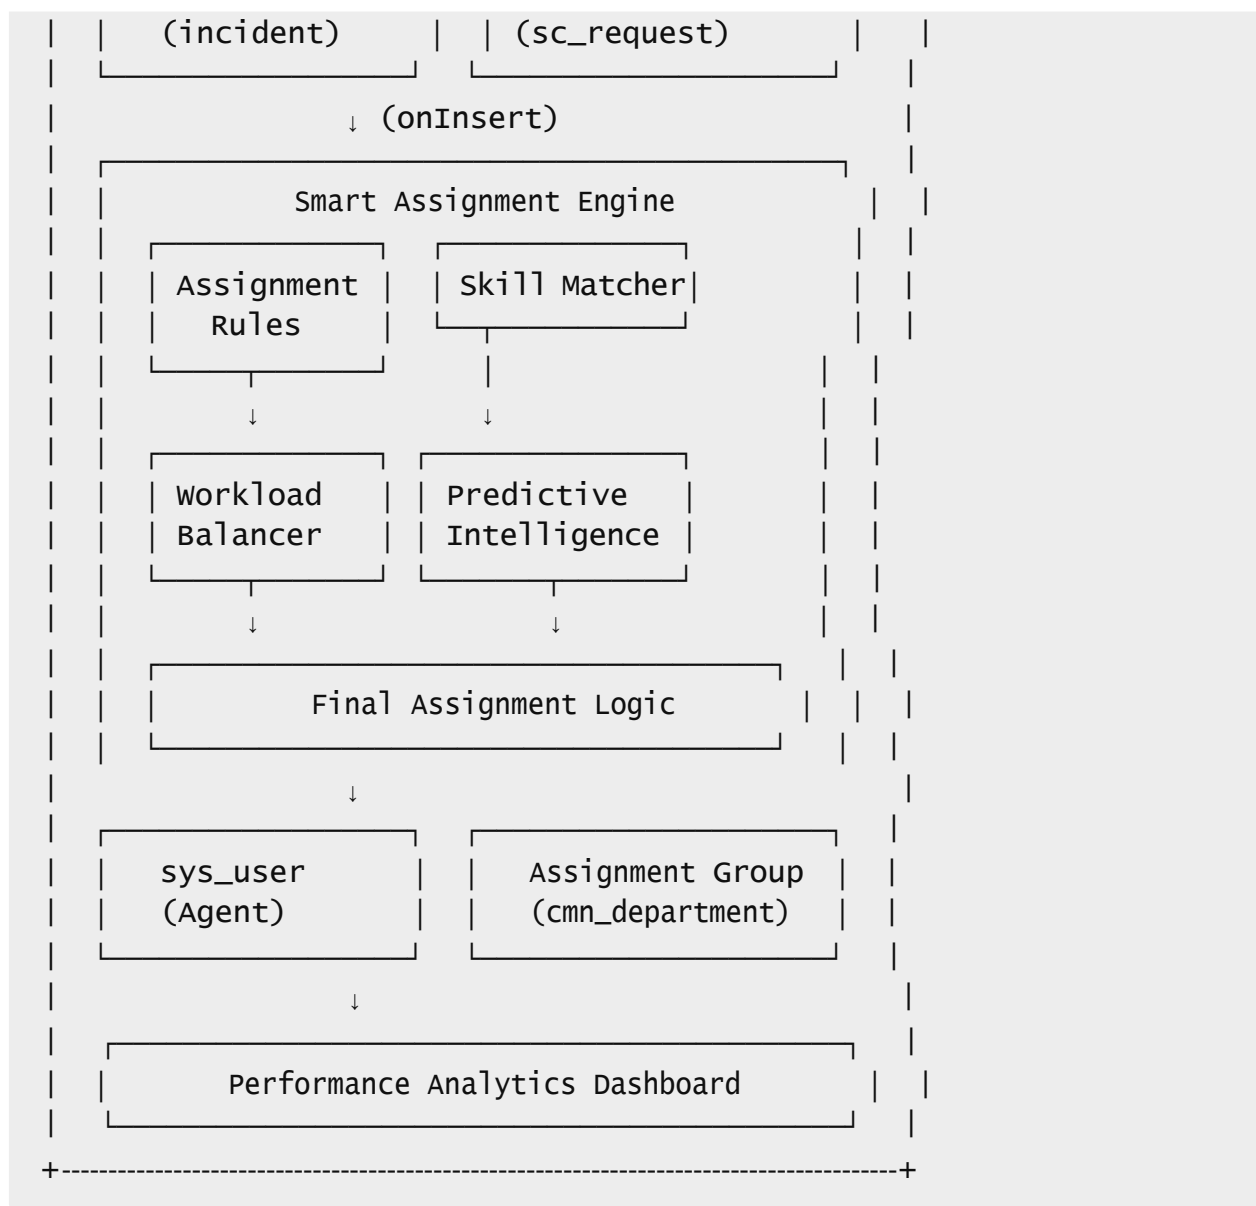 (incident) (sc_request)
↓ (onInsert)
Smart Assignment Engine
Assignment Skill Matcher
Rules
↓ ↓
Workload Predictive
Balancer Intelligence
↓ ↓
Final Assignment Logic
↓
sys_user Assignment Group
(Agent) (cmn_department)
↓
Performance Analytics Dashboard